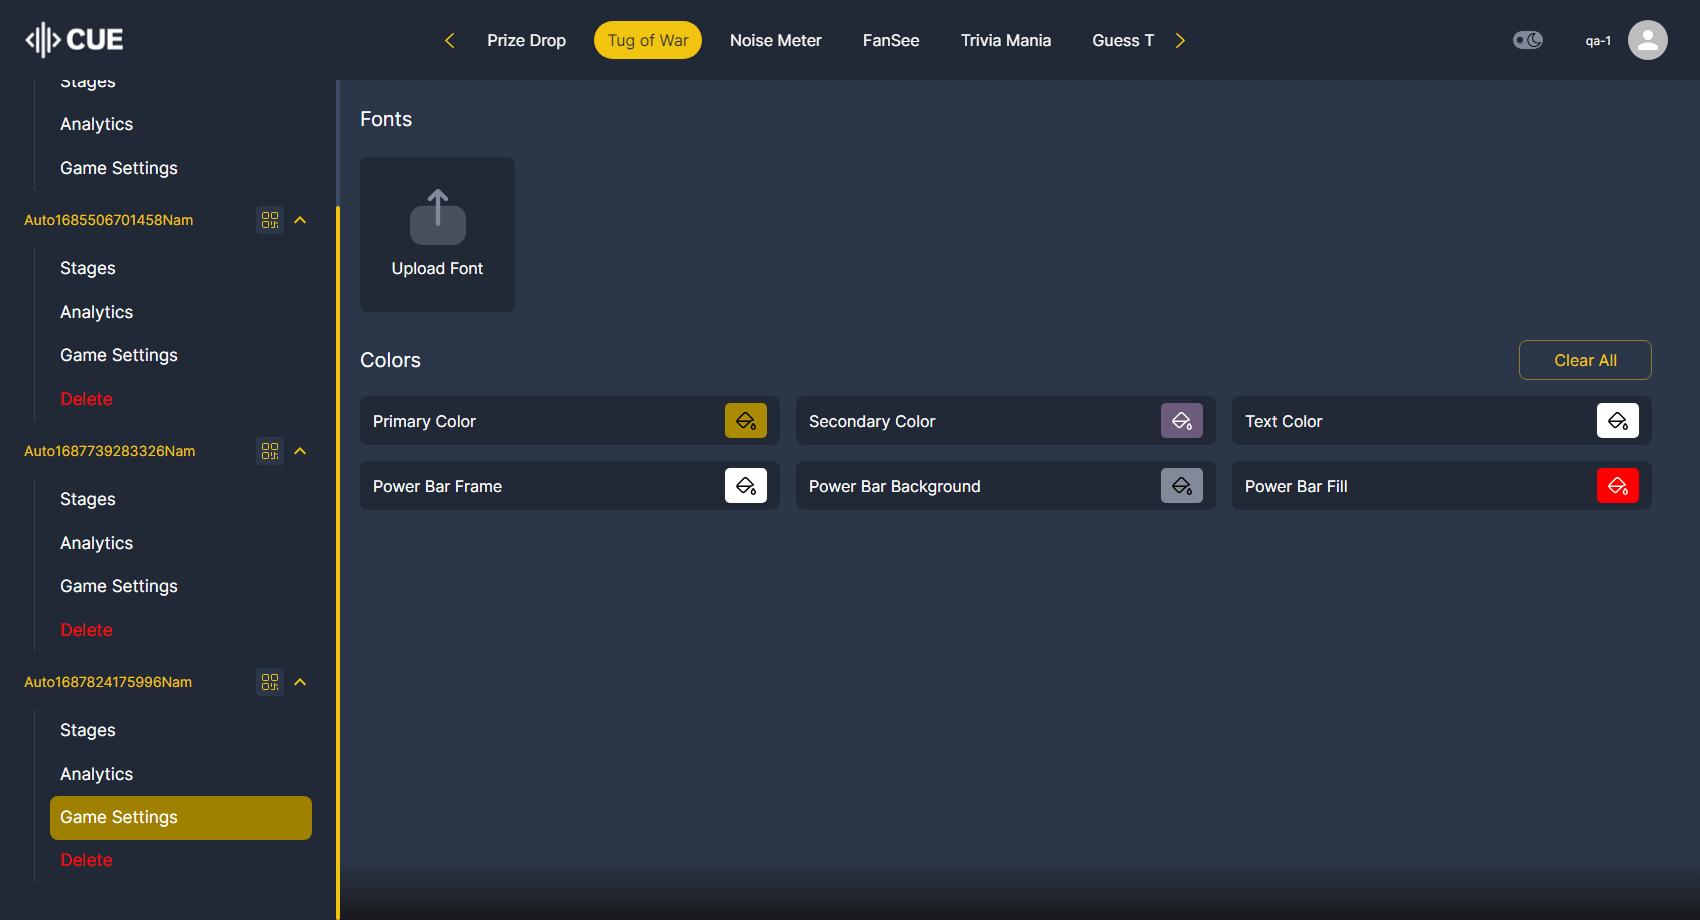 CUE
Prize Drop
Tug of War
Noise Meter
FanSee
Trivia Mania
Guess T
qa-1
Stages
Analytics
Game Settings
Auto1685506701458Nam
Stages
Analytics
Game Settings
Delete
Auto1687739283326Nam
Stages
Analytics
Game Settings
Delete
Auto1687824175996Nam
Stages
Analytics
Game Settings
Delete
Fonts
Upload Font
Colors
Clear All
Primary Color
Secondary Color
Text Color
Power Bar Frame
Power Bar Background
Power Bar Fill